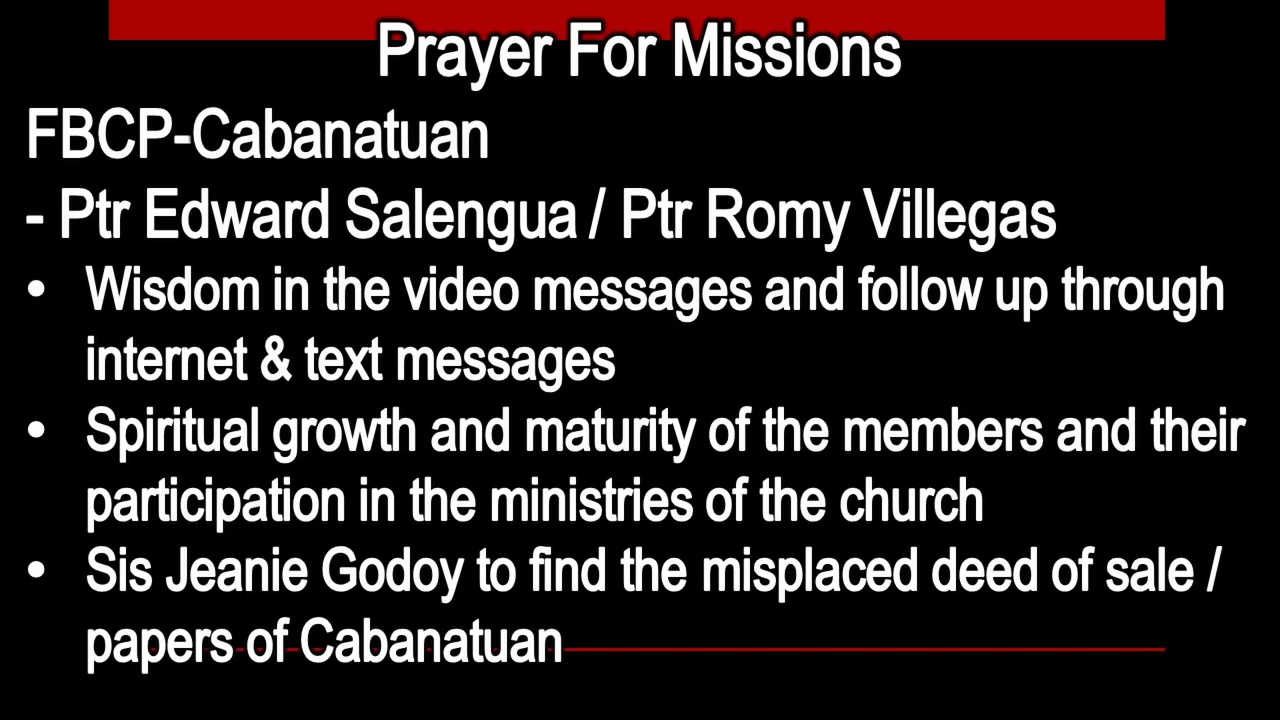 Prayer For Missions
FBCP-Cabanatuan
- Ptr Edward Salengua / Ptr Romy Villegas
• Wisdom in the video messages and follow up through
internet & text messages
• Spiritual growth and maturity of the members and their
participation in the ministries of the church
• Sis Jeanie Godoy to find the misplaced deed of sale /
papers of Cabanatuan